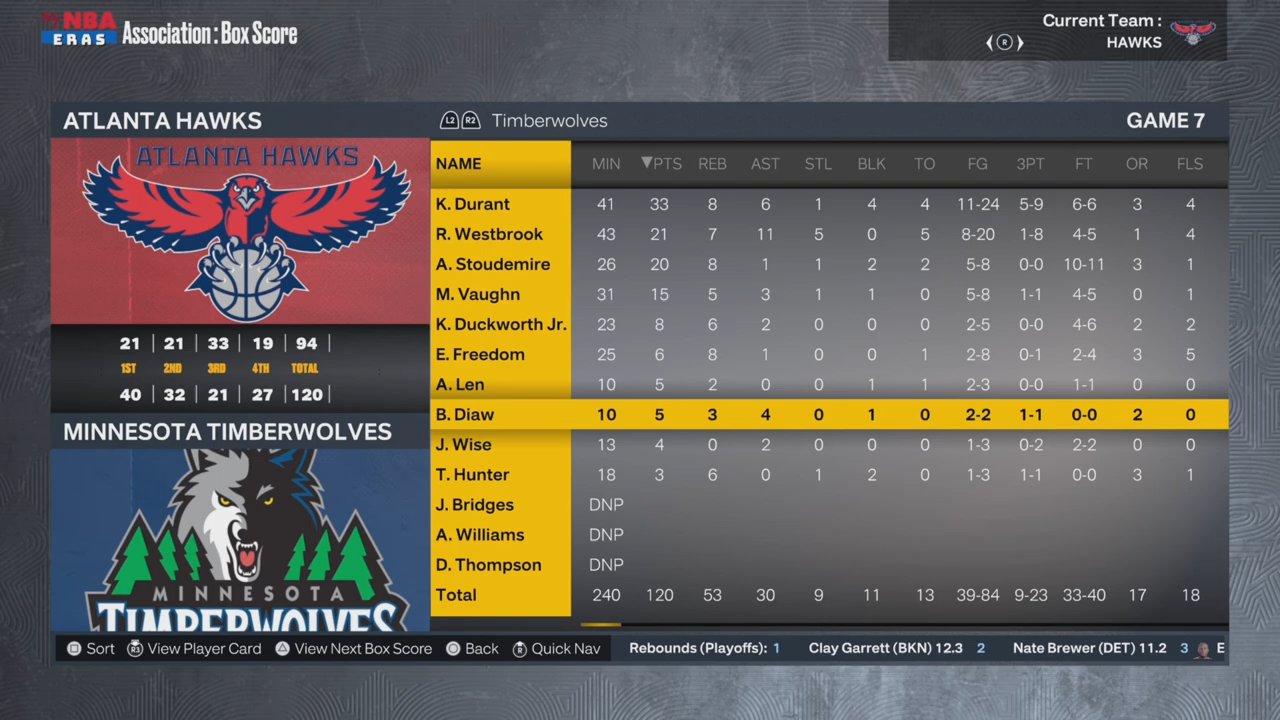 My NBA ERAS Association: Box Score
Current Team :
R HAWKS
ATLANTA HAWKS
ATLANTA HAWKS
21 | 21 | 33 | 19 | 94 |
1ST 2ND 3RD 4TH TOTAL
40 | 32 | 21 | 27 | 120 |
MINNESOTA TIMBERWOLVES
MINNESOTA
TIMBERWOLVES
L2 R2 Timberwolves GAME 7
NAME MIN ▼PTS REB AST STL BLK TO FG 3PT FT OR FLS
K. Durant 41 33 8 6 1 4 4 11-24 5-9 6-6 3 4
R. Westbrook 43 21 7 11 5 0 5 8-20 1-8 4-5 1 4
A. Stoudemire 26 20 8 1 1 2 2 5-8 0-0 10-11 3 1
M. Vaughn 31 15 5 3 1 1 0 5-8 1-1 4-5 0 1
K. Duckworth Jr. 23 8 6 2 0 0 0 2-5 0-0 4-6 2 2
E. Freedom 25 6 8 1 0 0 1 2-8 0-1 2-4 3 5
A. Len 10 5 2 0 0 1 1 2-3 0-0 1-1 0 0
B. Diaw 10 5 3 4 0 1 0 2-2 1-1 0-0 2 0
J. Wise 13 4 0 2 0 0 0 1-3 0-2 2-2 0 0
T. Hunter 18 3 6 0 1 2 0 1-3 1-1 0-0 3 1
J. Bridges DNP
A. Williams DNP
D. Thompson DNP
Total 240 120 53 30 9 11 13 39-84 9-23 33-40 17 18
Sort R3 View Player Card View Next Box Score Back R Quick Nav Rebounds (Playoffs): 1 Clay Garrett (BKN) 12.3 2 Nate Brewer (DET) 11.2 3 E